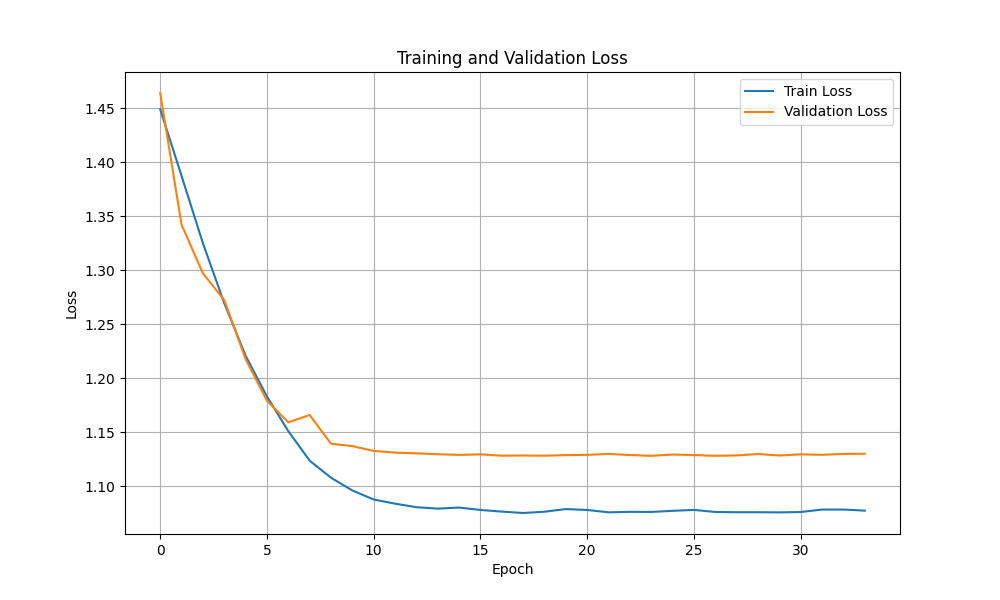 Training and Validation Loss
Train Loss
Validation Loss
Loss
1.45
1.40
1.35
1.30
1.25
1.20
1.15
1.10
0 5 10 15 20 25 30
Epoch